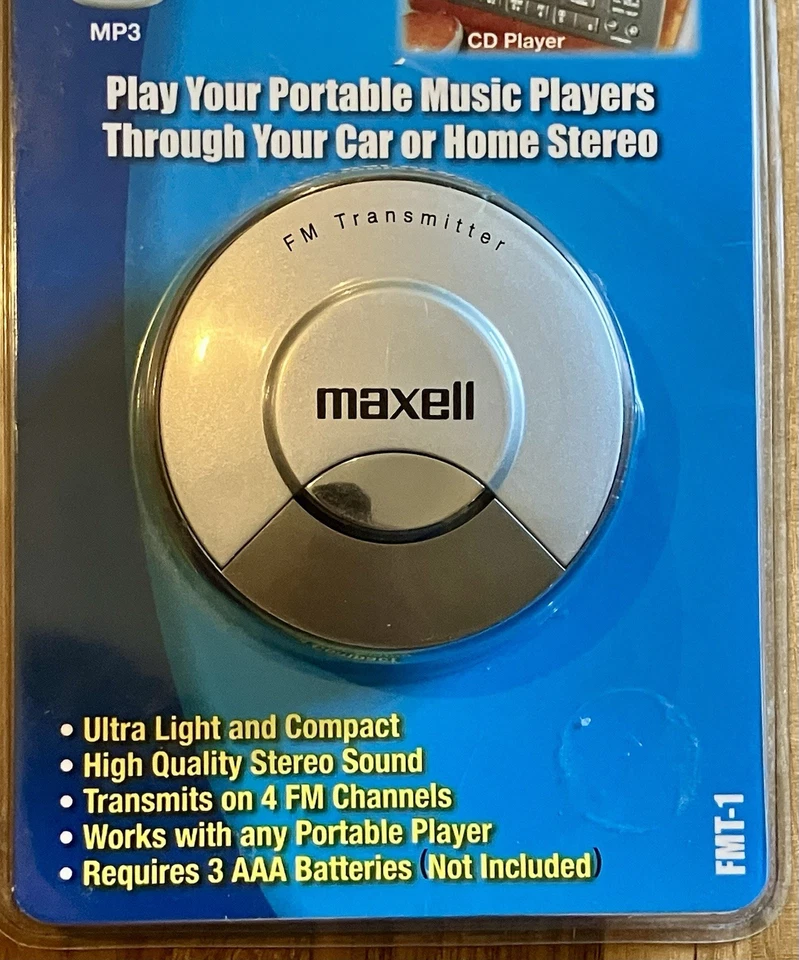 MP3
CD Player
Play Your Portable Music Players
Through Your Car or Home Stereo
FM Transmitter
maxell
• Ultra Light and Compact
• High Quality Stereo Sound
• Transmits on 4 FM Channels
• Works with any Portable Player
• Requires 3 AAA Batteries (Not Included)
FMT-1